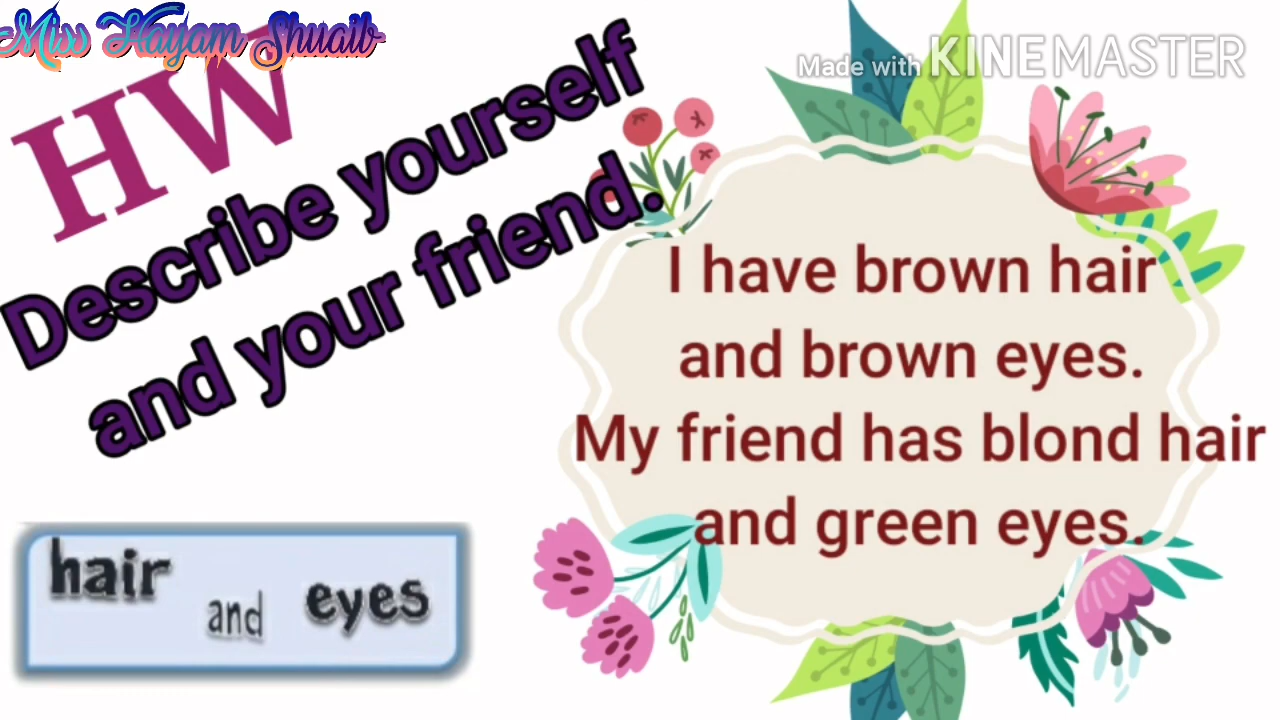 Miss Hayam Shuaib
Made with KINEMASTER
HW
Describe yourself
and your friend.
I have brown hair
and brown eyes.
My friend has blond hair
and green eyes.
hair and eyes